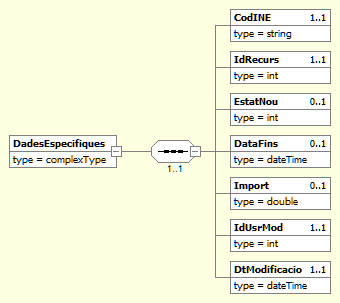 CodINE 1..1
type = string
IdRecurs 1..1
type = int
EstatNou 0..1
type = int
DadesEspecifiques
type = complexType
1..1
DataFins 0..1
type = dateTime
Import 0..1
type = double
IdUsrMod 1..1
type = int
DtModificacio 1..1
type = dateTime